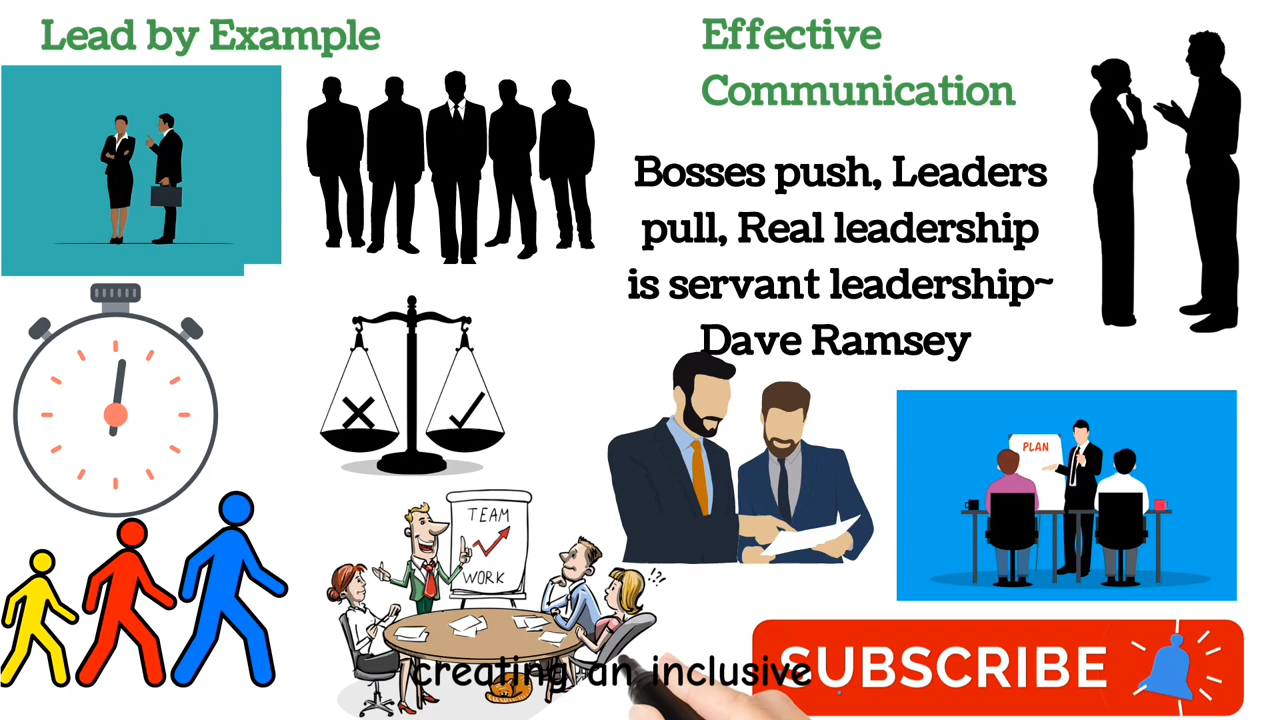 Lead by Example
Effective
Communication
Bosses push, Leaders
pull, Real leadership
is servant leadership~
Dave Ramsey
PLAN
TEAM
WORK
!?!
creating an inclusive
SUBSCRIBE